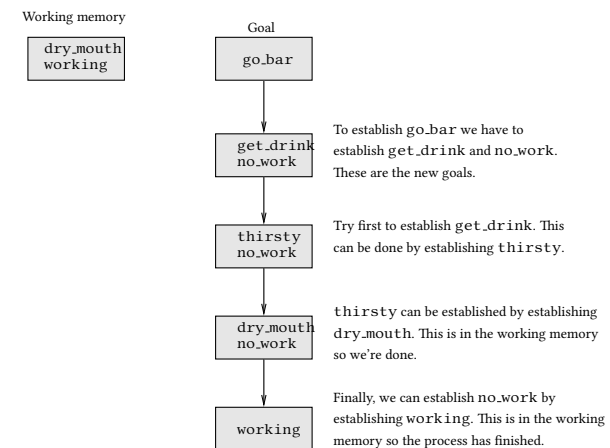 Working memory
dry_mouth
working
Goal
go_bar
To establish go_bar we have to
establish get_drink and no_work.
These are the new goals.
get_drink
no_work
Try first to establish get_drink. This
can be done by establishing thirsty.
thirsty
no_work
thirsty can be established by establishing
dry_mouth. This is in the working memory
so we're done.
dry_mouth
no_work
Finally, we can establish no_work by
establishing working. This is in the working
memory so the process has finished.
working